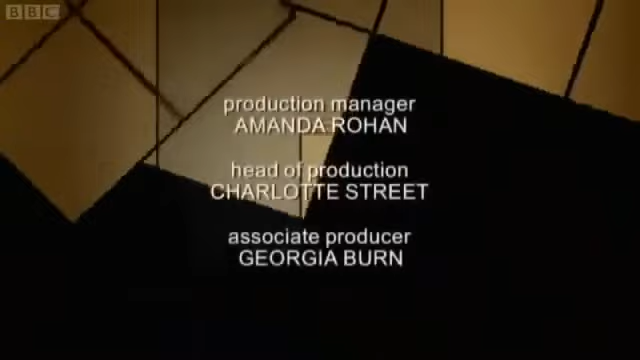 BBC
production manager
AMANDA ROHAN
head of production
CHARLOTTE STREET
associate producer
GEORGIA BURN